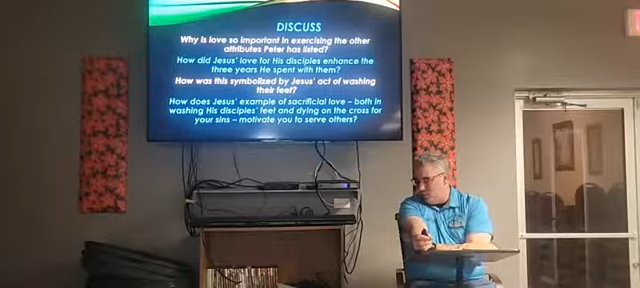 DISCUSS
Why is love so important in exercising the other
attributes Peter has listed?
How did Jesus' love for His disciples enhance the
three years He spent with them?
How was this symbolized by Jesus' act of washing
their feet?
How does Jesus' example of sacrificial love – both in
washing His disciples' feet and dying on the cross for
your sins – motivate you to serve others?